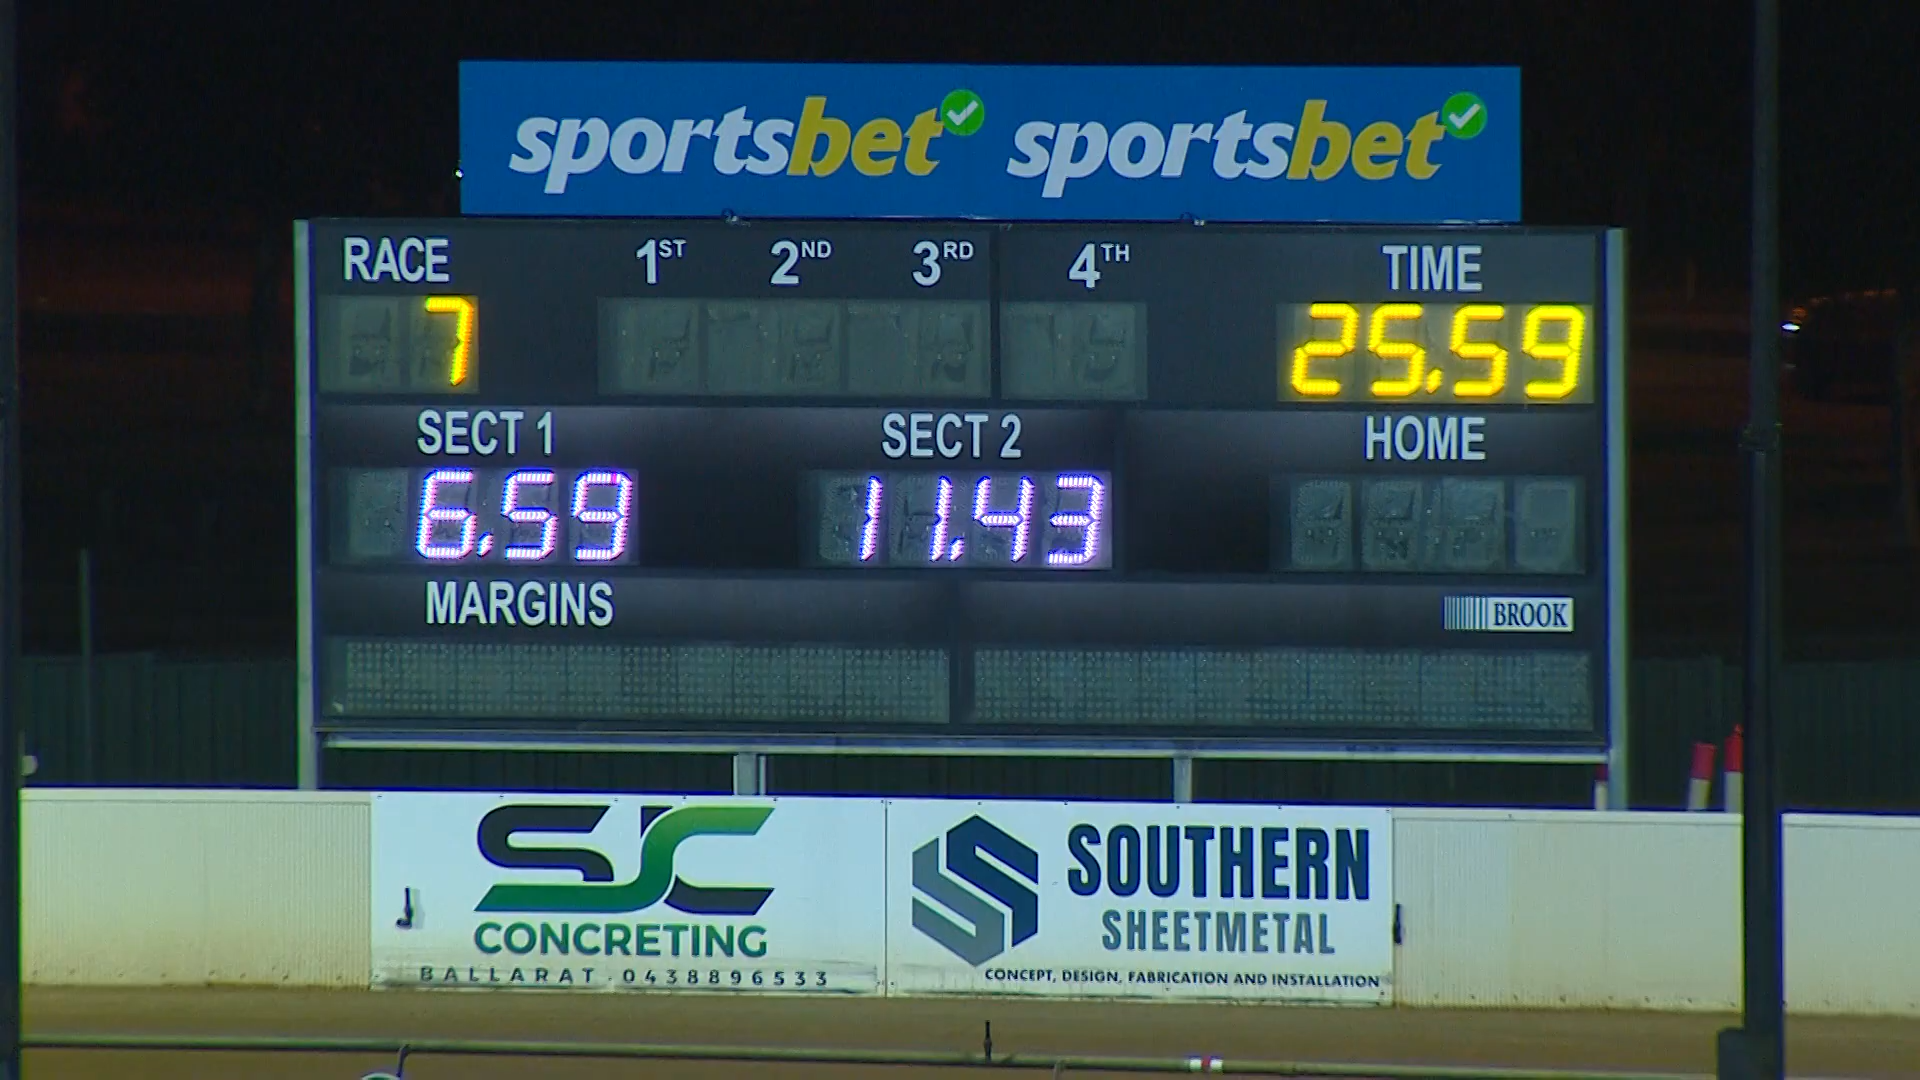 sportsbet sportsbet
RACE 1ST 2ND 3RD 4TH TIME
7 25.59
SECT 1 SECT 2 HOME
6.59 11.43
MARGINS BROOK
SJC SOUTHERN
CONCRETING SHEETMETAL
BALLARAT · 0438896533 CONCEPT, DESIGN, FABRICATION AND INSTALLATION